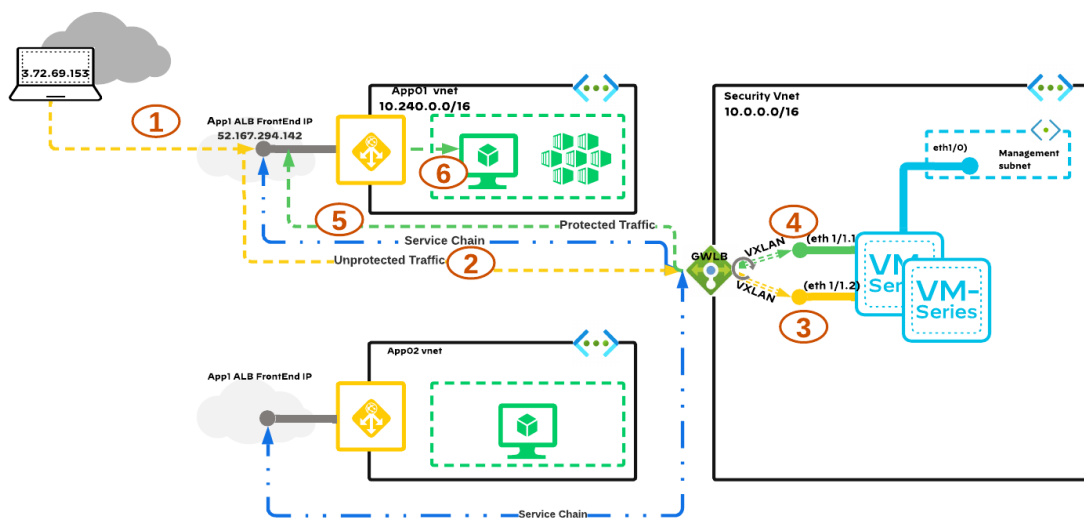 3.72.69.153
1
App1 ALB FrontEnd IP
52.167.294.142
App01 vnet
10.240.0.0/16
6
5
Protected Traffic
Service Chain
Unprotected Traffic
2
Security Vnet
10.0.0.0/16
eth1/0)
Management
subnet
4
VXLAN
(eth 1/1.1
GWLB
VXLAN
(eth 1/1.2)
3
VM
Seri
VM-
Series
App02 vnet
App1 ALB FrontEnd IP
Service Chain